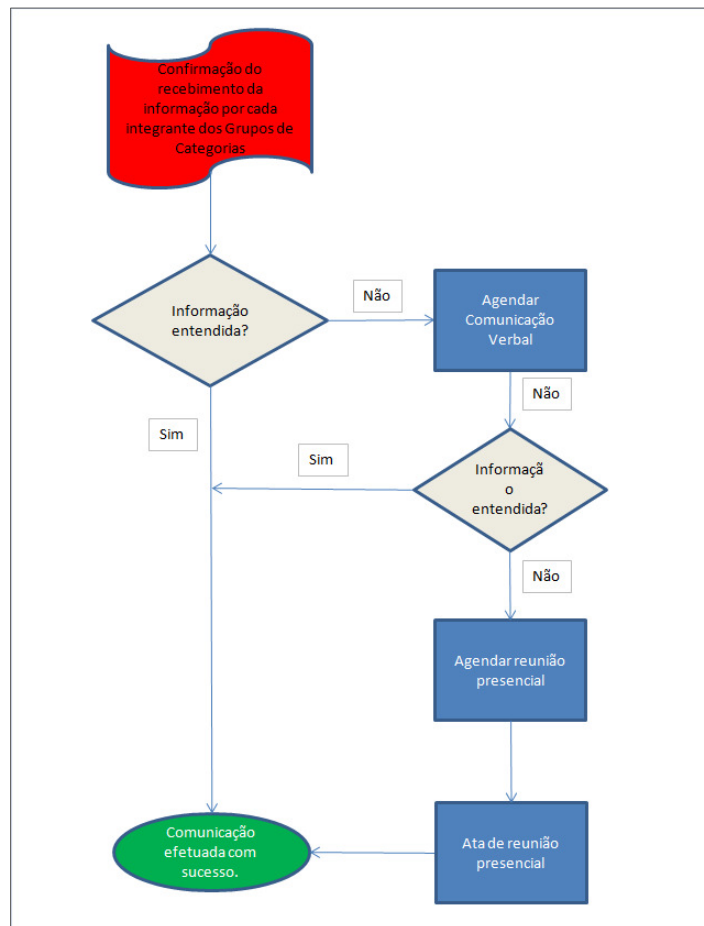 Confirmação do
recebimento da
informação por cada
integrante dos Grupos de
Categorias
Informação
entendida?
Não
Agendar
Comunicação
Verbal
Não
Sim
Sim
Informaçã
o
entendida?
Não
Agendar reunião
presencial
Comunicação
efetuada com
sucesso.
Ata de reunião
presencial